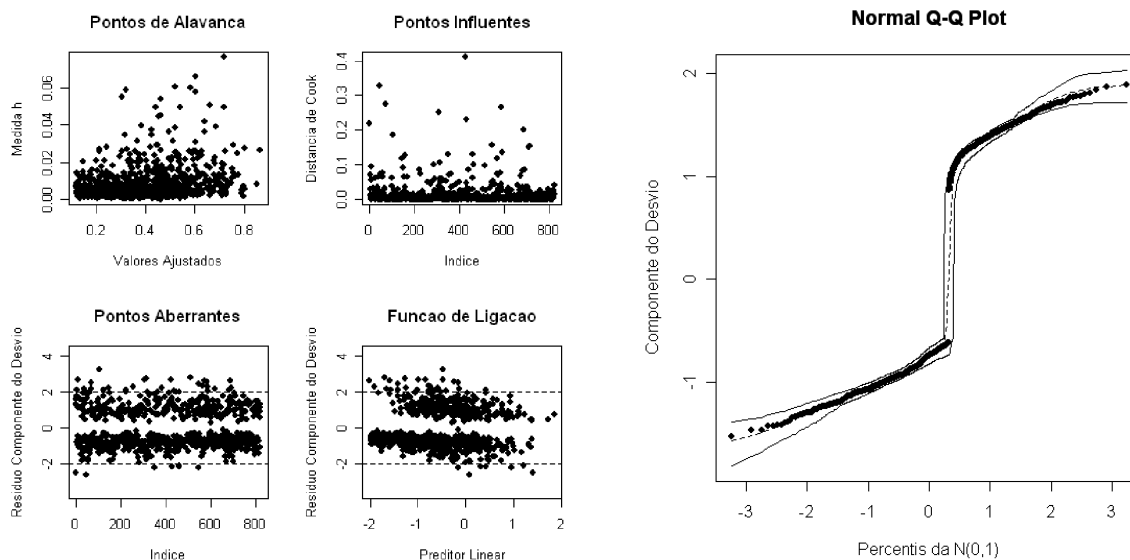 Pontos de Alavanca
Medida h
0.00 0.02 0.04 0.06
0.2 0.4 0.6 0.8
Valores Ajustados
Pontos Influentes
Distancia de Cook
0.0 0.1 0.2 0.3 0.4
0 200 400 600 800
Indice
Pontos Aberrantes
Residuo Componente do Desvio
-2 0 2 4
0 200 400 600 800
Indice
Funcao de Ligacao
Residuo Componente do Desvio
-2 0 2 4
-2 -1 0 1 2
Preditor Linear
Normal Q-Q Plot
Componente do Desvio
-1 0 1 2
-3 -2 -1 0 1 2 3
Percentis da N(0,1)